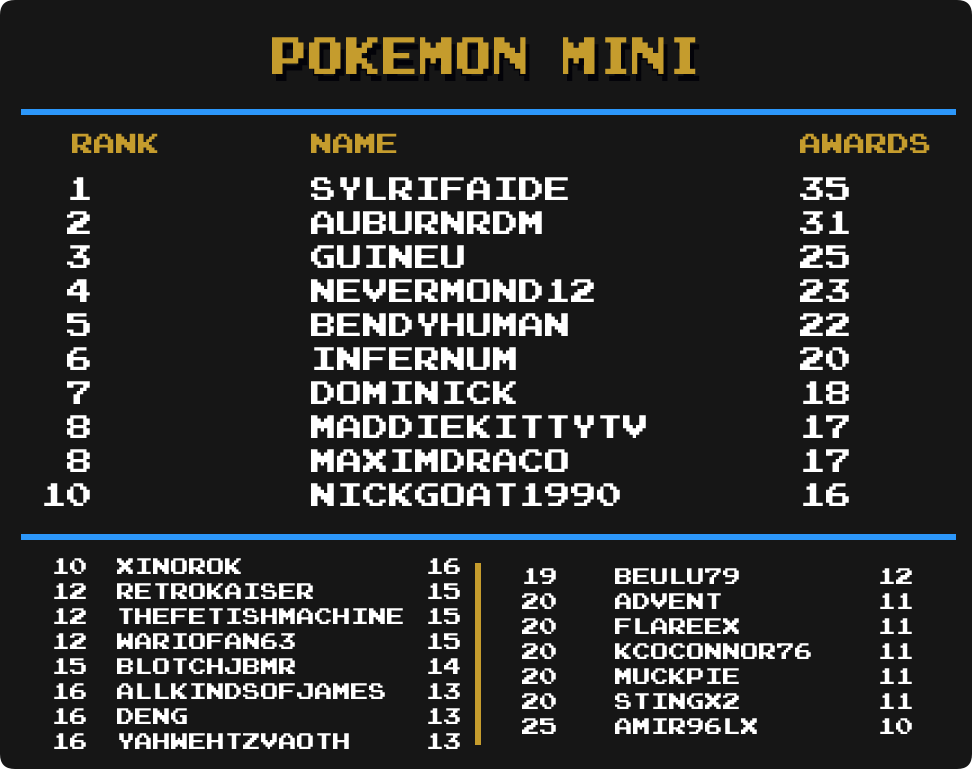 POKEMON MINI
RANK NAME AWARDS
1 SYLRIFAIDE 35
2 AUBURNRDM 31
3 GUINEU 25
4 NEVERMOND12 23
5 BENDYHUMAN 22
6 INFERNUM 20
7 DOMINICK 18
8 MADDIEKITTYTV 17
8 MAXIMDRACO 17
10 NICKGOAT1990 16
10 XINOROK 16
12 RETROKAISER 15
12 THEFETISHMACHINE 15
12 WARIOFAN63 15
15 BLOTCHJBMR 14
16 ALLKINDSOFJAMES 13
16 DENG 13
16 YAHWEHTZVAOTH 13
19 BEULU79 12
20 ADVENT 11
20 FLAREEX 11
20 KCOCONNOR76 11
20 MUCKPIE 11
20 STINGX2 11
25 AMIR96LX 10